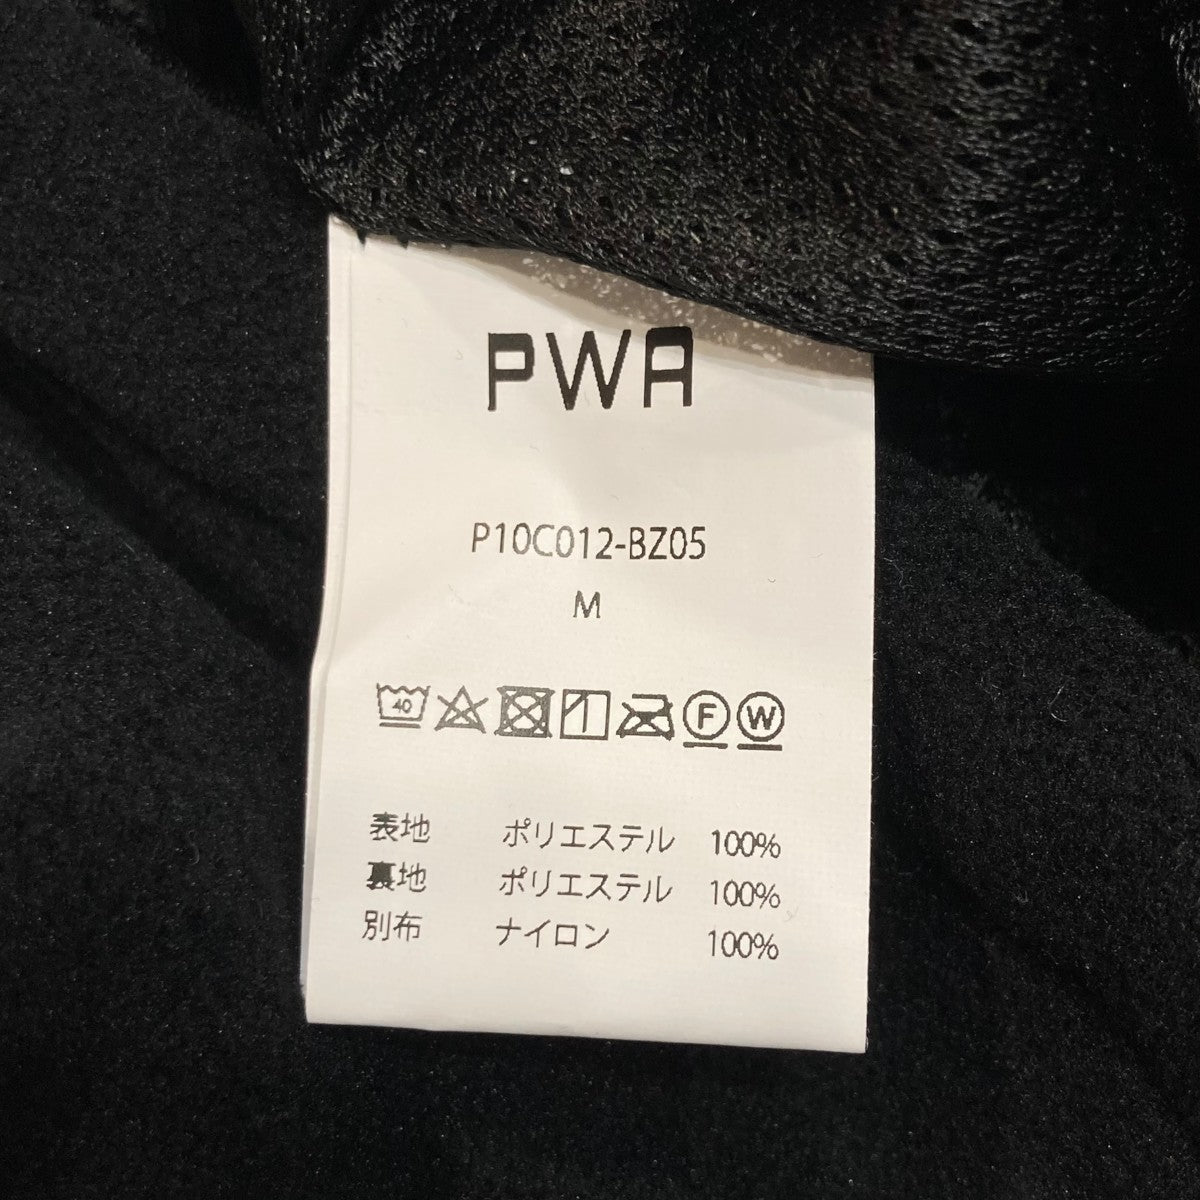 PWA
P10C012-BZ05
M
40 F W
表地 ポリエステル 100%
裏地 ポリエステル 100%
別布 ナイロン 100%